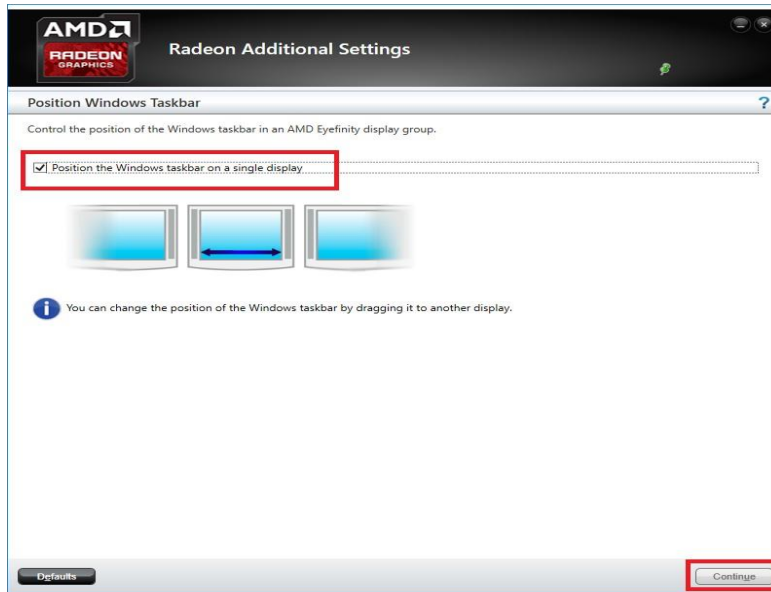 AMD
RADEON
GRAPHICS
Radeon Additional Settings
Position Windows Taskbar
?
Control the position of the Windows taskbar in an AMD Eyefinity display group.
Position the Windows taskbar on a single display
i
You can change the position of the Windows taskbar by dragging it to another display.
Defaults
Continue